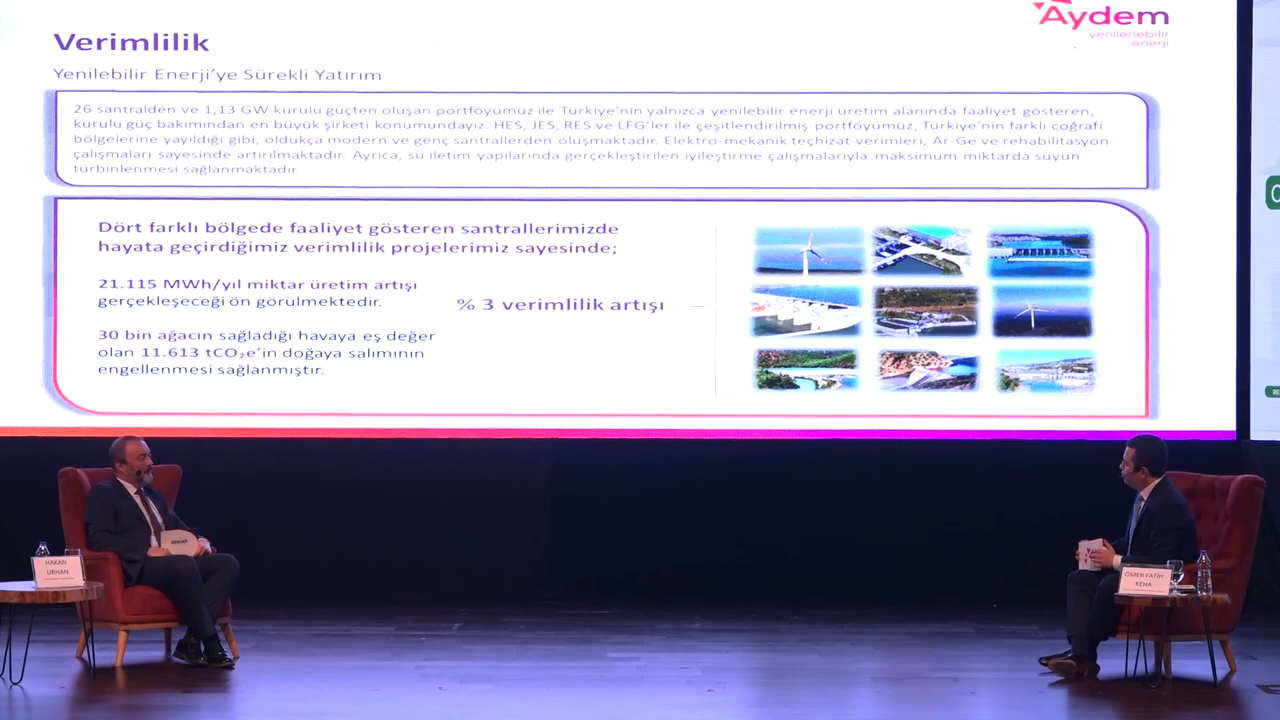 Aydem
yenilenebilir
enerji
Verimlilik
Yenilebilir Enerji'ye Sürekli Yatırım
26 santralden ve 1,13 GW kurulu güçten oluşan portföyümüz ile Türkiye'nin yalnızca yenilebilir enerji üretim alanında faaliyet gösteren,
kurulu güç bakımından en büyük şirketi konumundayız. HES, JES, RES ve LFG'ler ile çeşitlendirilmiş portföyümüz, Türkiye'nin farklı coğrafi
bölgelerine yayıldığı gibi, oldukça modern ve genç santrallerden oluşmaktadır. Elektro-mekanik teçhizat verimleri, Ar-Ge ve rehabilitasyon
çalışmaları sayesinde artırılmaktadır. Ayrıca, su iletim yapılarında gerçekleştirilen iyileştirme çalışmalarıyla maksimum miktarda suyun
türbinlenmesi sağlanmaktadır.
Dört farklı bölgede faaliyet gösteren santrallerimizde
hayata geçirdiğimiz verimlilik projelerimiz sayesinde;
21.115 MWh/yıl miktar üretim artışı
gerçekleşeceği ön görülmektedir.
% 3 verimlilik artışı
30 bin ağacın sağladığı havaya eş değer
olan 11.613 tCO₂e'in doğaya salımının
engellenmesi sağlanmıştır.
HAKAN
URHAN
ÖMER FATİH
KEHA